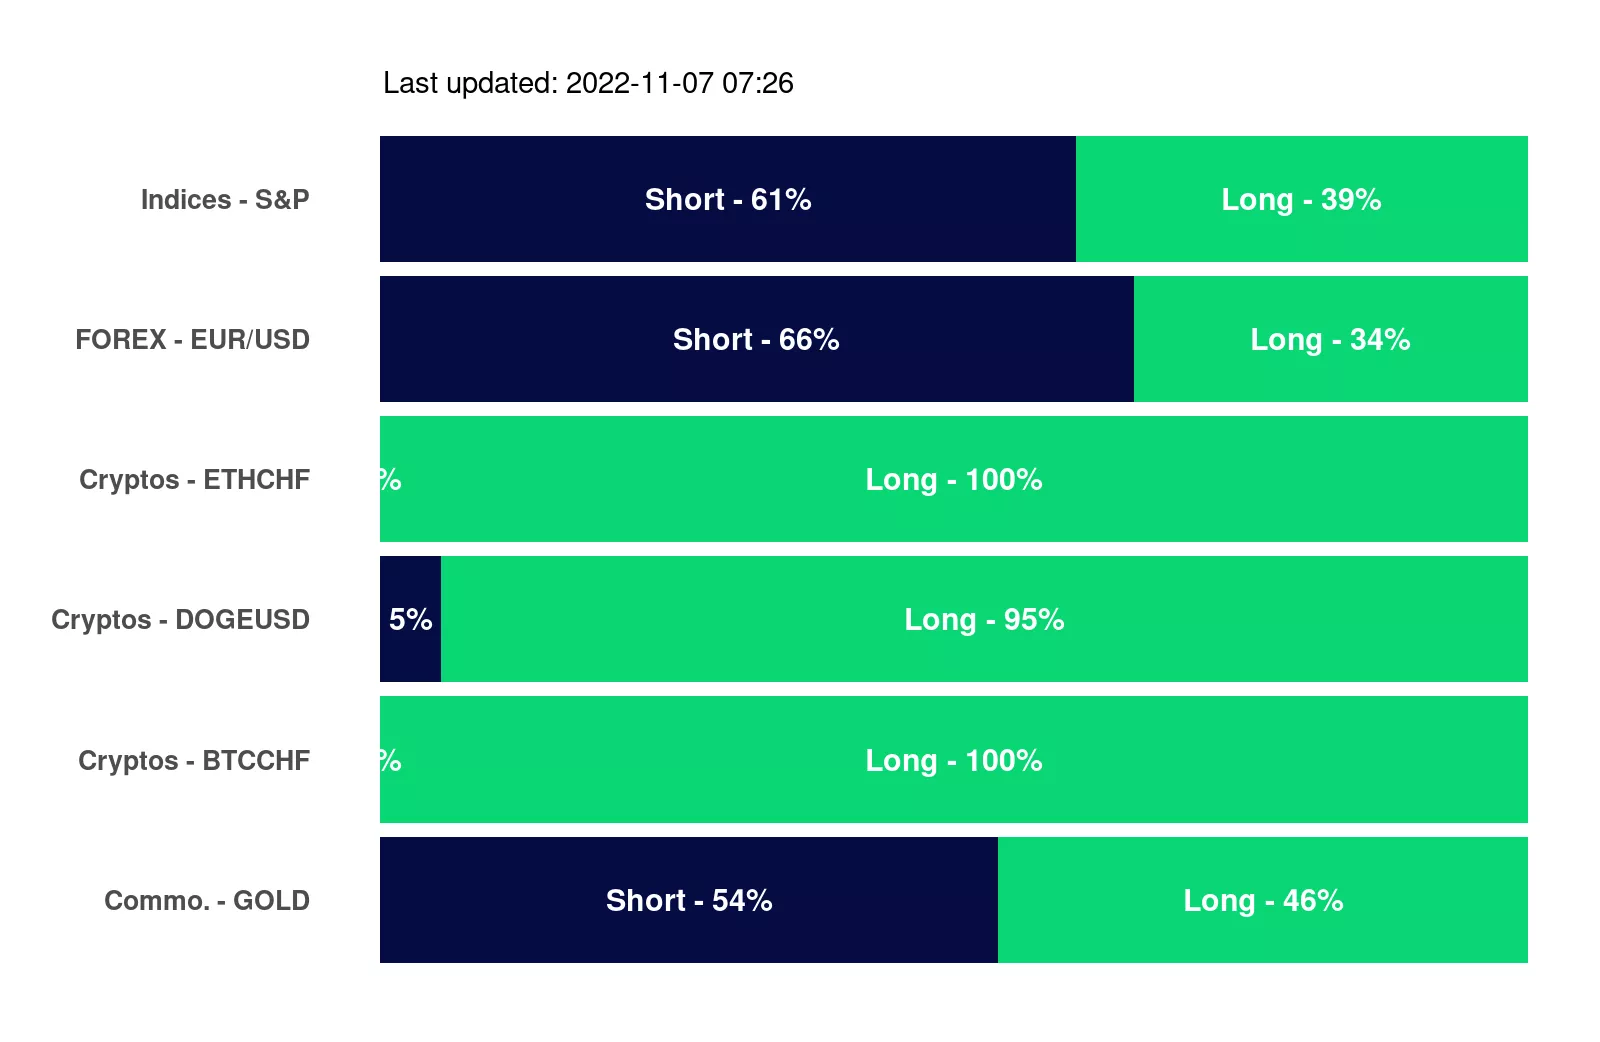 Last updated: 2022-11-07 07:26
Indices - S&P Short - 61% Long - 39%
FOREX - EUR/USD Short - 66% Long - 34%
Cryptos - ETHCHF % Long - 100%
Cryptos - DOGEUSD 5% Long - 95%
Cryptos - BTCCHF % Long - 100%
Commo. - GOLD Short - 54% Long - 46%